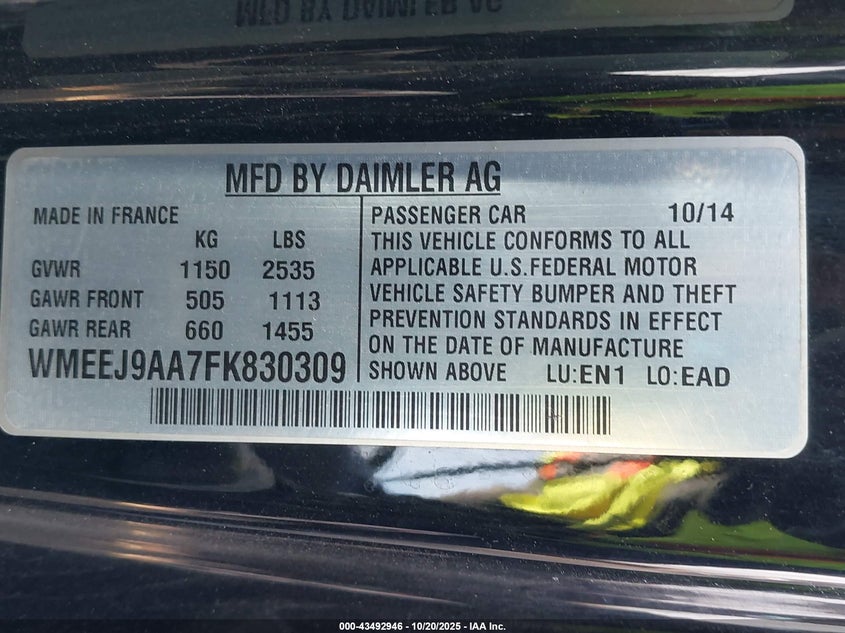 MFD BY DAIMLER AG
MADE IN FRANCE
KG LBS
GVWR 1150 2535
GAWR FRONT 505 1113
GAWR REAR 660 1455
WMEEJ9AA7FK830309
PASSENGER CAR 10/14
THIS VEHICLE CONFORMS TO ALL
APPLICABLE U.S.FEDERAL MOTOR
VEHICLE SAFETY BUMPER AND THEFT
PREVENTION STANDARDS IN EFFECT
ON THE DATE OF MANUFACTURE
SHOWN ABOVE LU:EN1 LO:EAD
000-43492946 - 10/20/2025 - IAA Inc.